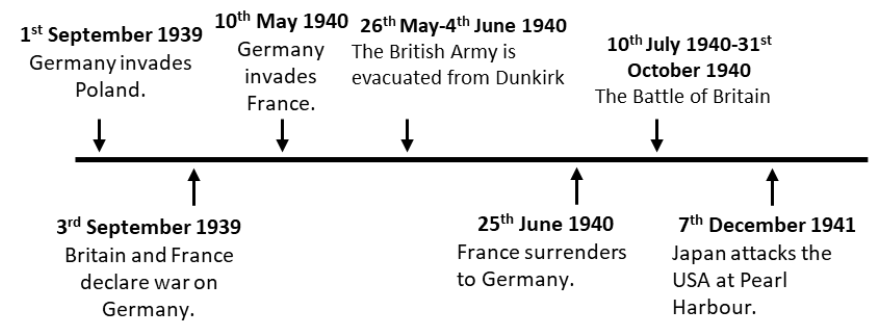 1st September 1939
Germany invades
Poland.
10th May 1940
Germany
invades
France.
26th May-4th June 1940
The British Army is
evacuated from Dunkirk
10th July 1940-31st
October 1940
The Battle of Britain
3rd September 1939
Britain and France
declare war on
Germany.
25th June 1940
France surrenders
to Germany.
7th December 1941
Japan attacks the
USA at Pearl
Harbour.